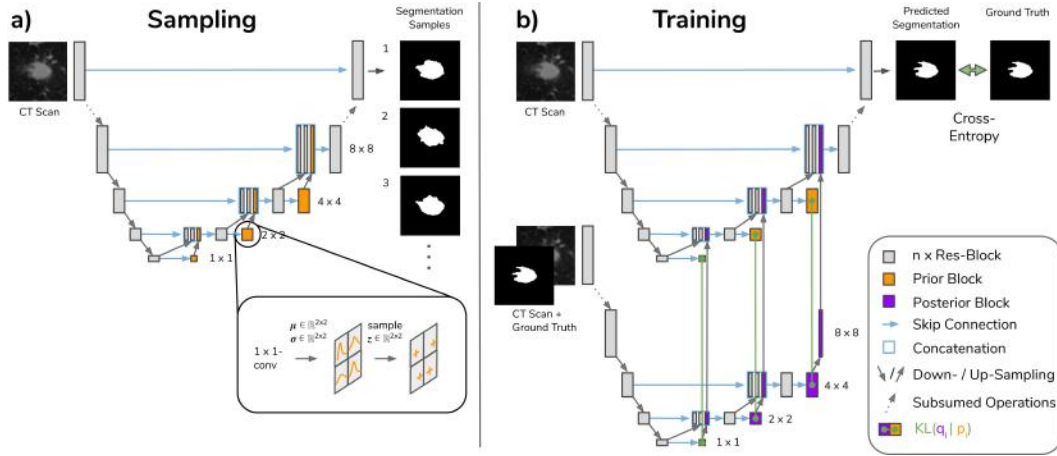 a) Sampling
Segmentation
Samples
1
CT Scan
2
8 x 8
3
4 x 4
2 x 2
1 x 1
μ ∈ ℝ²ˣ²
σ ∈ ℝ²ˣ²
sample
z ∈ ℝ²ˣ²
1 x 1-
conv
b) Training
Predicted
Segmentation
Ground Truth
CT Scan
Cross-
Entropy
CT Scan +
Ground Truth
8 x 8
4 x 4
2 x 2
1 x 1
n x Res-Block
Prior Block
Posterior Block
Skip Connection
Concatenation
/ Down- / Up-Sampling
Subsumed Operations
KL(qᵢ | pᵢ)